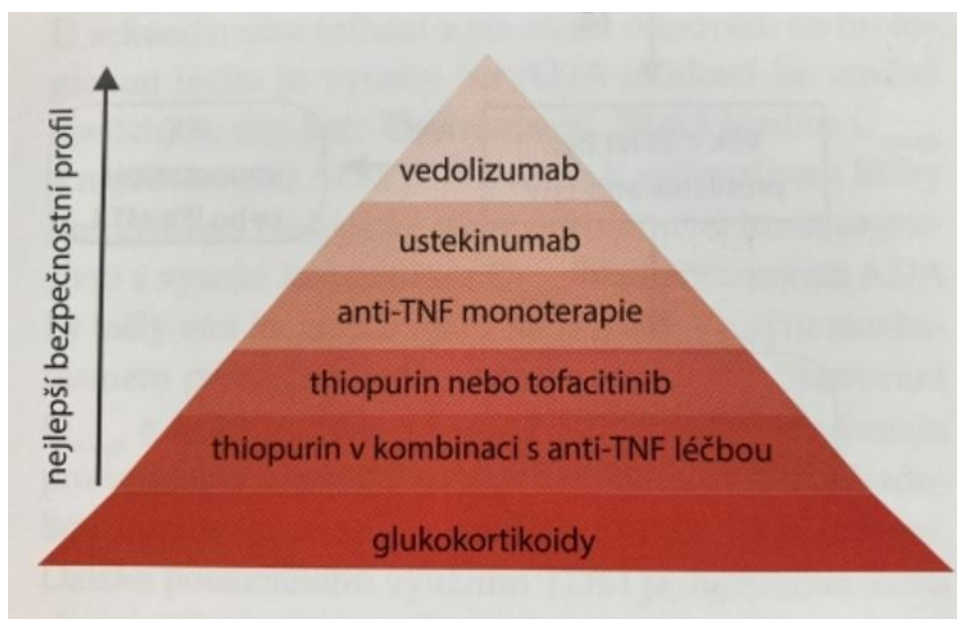 nejlepší bezpečnostní profil
vedolizumab
ustekinumab
anti-TNF monoterapie
thiopurin nebo tofacitinib
thiopurin v kombinaci s anti-TNF léčbou
glukokortikoidy